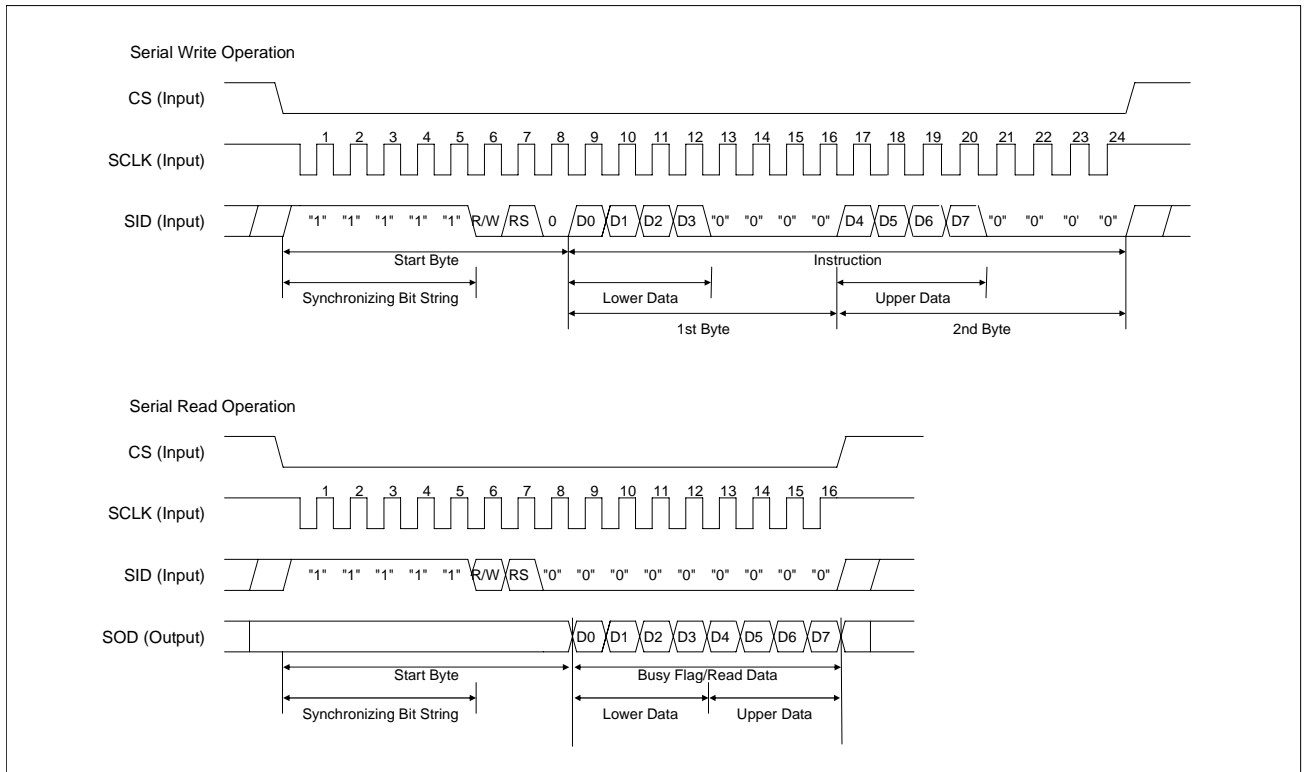 Serial Write Operation
CS (Input)
1 2 3 4 5 6 7 8 9 10 11 12 13 14 15 16 17 18 19 20 21 22 23 24
SCLK (Input)
SID (Input) "1" "1" "1" "1" "1" R/W RS 0 D0 D1 D2 D3 "0" "0" "0" "0" D4 D5 D6 D7 "0" "0" "0' "0"
Start Byte Instruction
Synchronizing Bit String Lower Data Upper Data
1st Byte 2nd Byte
Serial Read Operation
CS (Input)
1 2 3 4 5 6 7 8 9 10 11 12 13 14 15 16
SCLK (Input)
SID (Input) "1" "1" "1" "1" "1" R/W RS "0" "0" "0" "0" "0" "0" "0" "0" "0"
SOD (Output) D0 D1 D2 D3 D4 D5 D6 D7
Start Byte Busy Flag/Read Data
Synchronizing Bit String Lower Data Upper Data